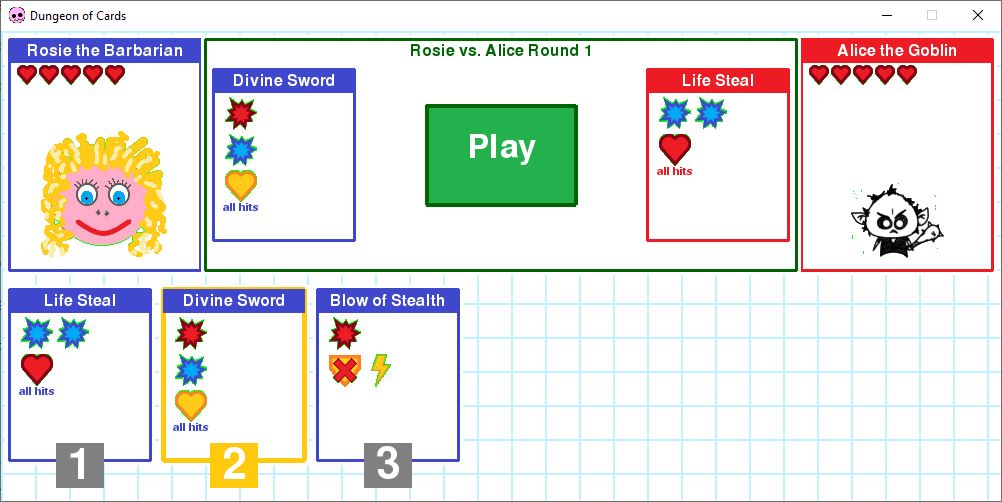 Dungeon of Cards
Rosie the Barbarian
Rosie vs. Alice Round 1
Alice the Goblin
Divine Sword
all hits
Play
Life Steal
all hits
Life Steal
all hits
1
Divine Sword
all hits
2
Blow of Stealth
3